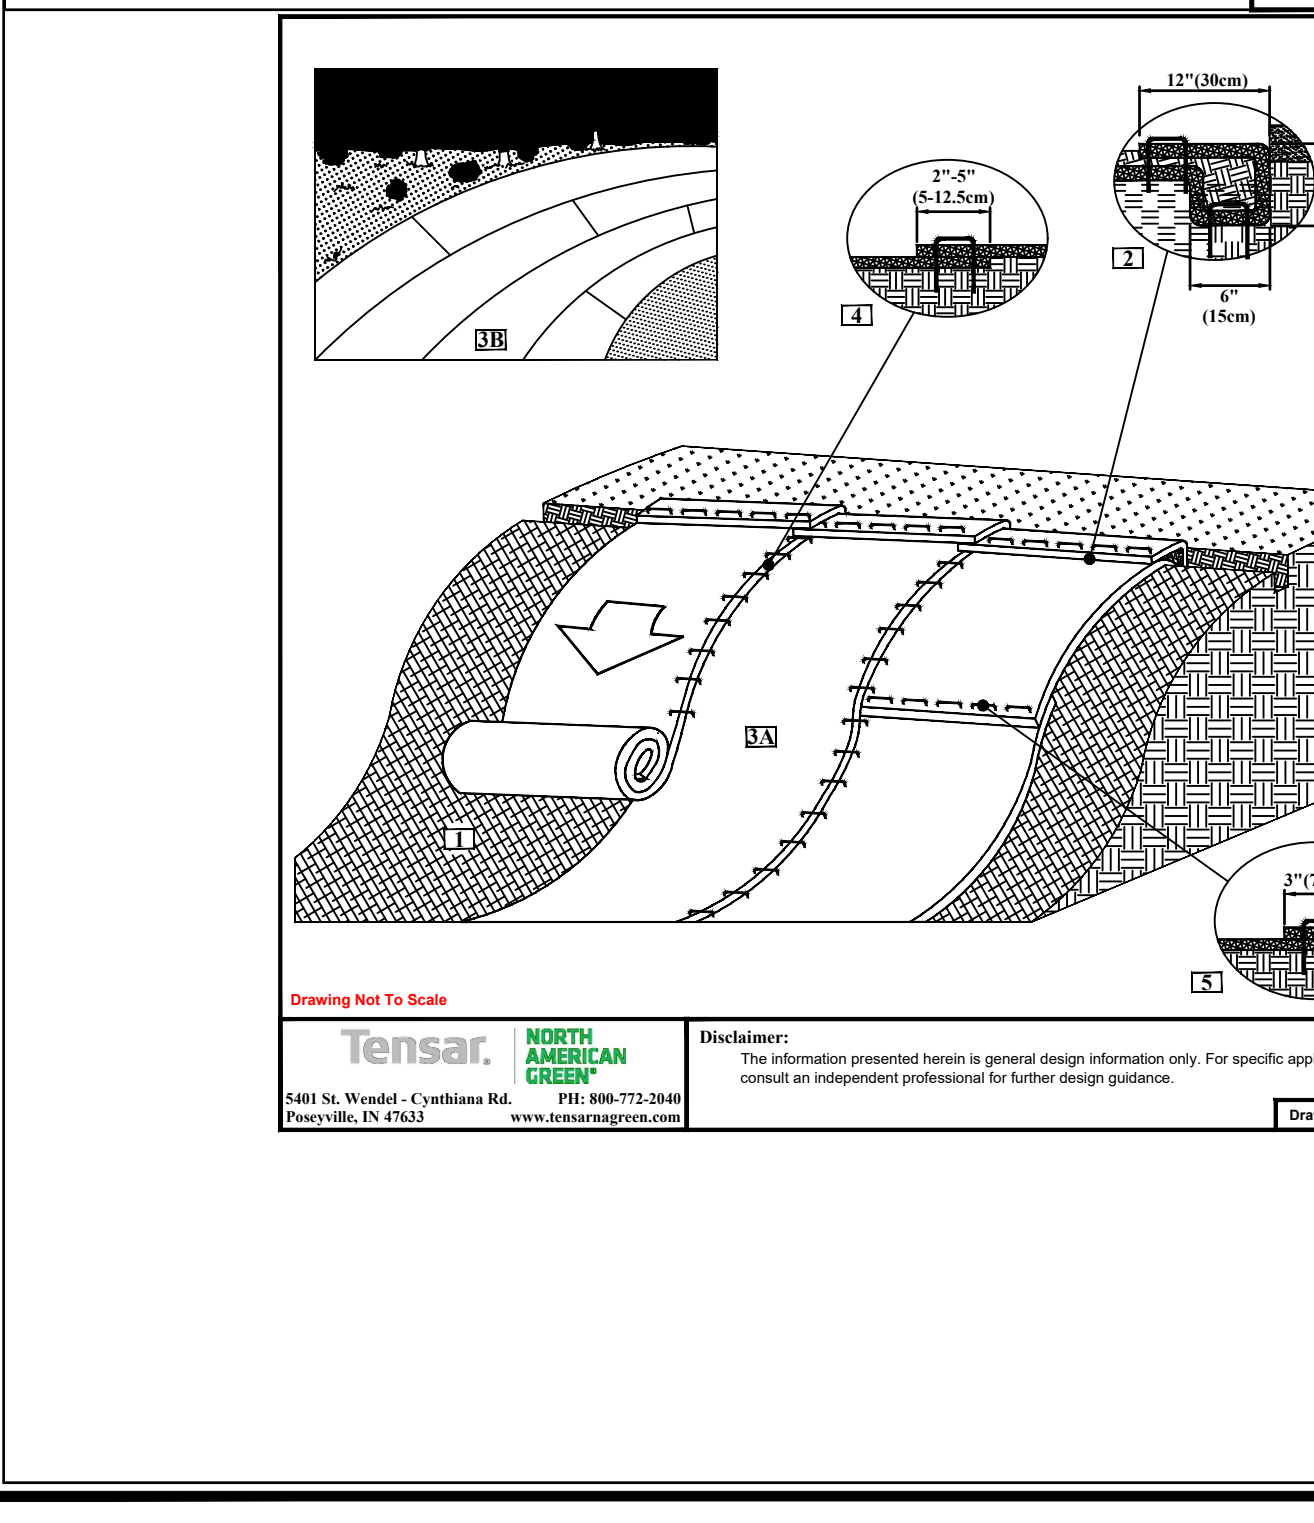 12"(30cm)
2"-5"
(5-12.5cm)
2
6"
(15cm)
4
3B
3A
1
3"(7
5
Drawing Not To Scale
Tensar.
NORTH
AMERICAN
GREEN®
5401 St. Wendel - Cynthiana Rd. PH: 800-772-2040
Poseyville, IN 47633 www.tensarnagreen.com
Disclaimer:
The information presented herein is general design information only. For specific appl
consult an independent professional for further design guidance.
Dra